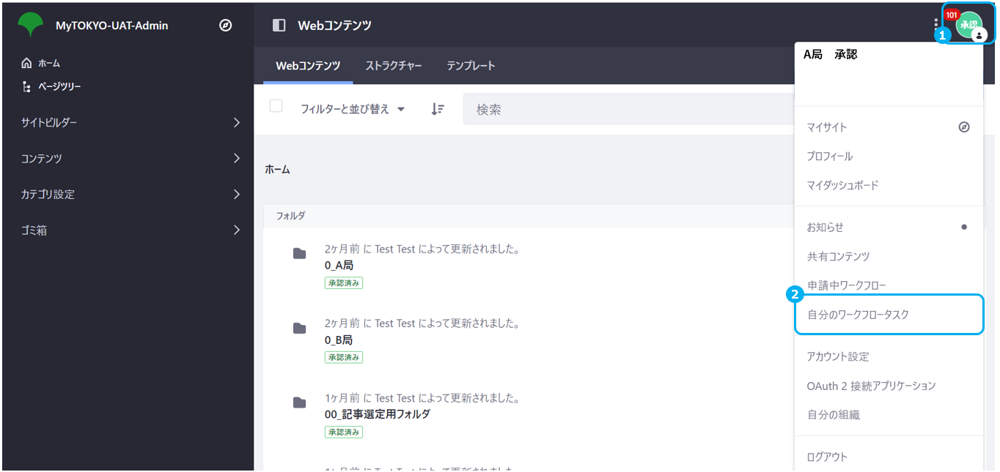 MyTOKYO-UAT-Admin
ホーム
ページツリー
サイトビルダー
コンテンツ
カテゴリ設定
ゴミ箱
Webコンテンツ
101
承認
1
Webコンテンツ ストラクチャー テンプレート
フィルターと並び替え
検索
ホーム
フォルダ
2ヶ月前 に Test Test によって更新されました。
0_A局
承認済み
2ヶ月前 に Test Test によって更新されました。
0_B局
承認済み
1ヶ月前 に Test Test によって更新されました。
00_記事選定用フォルダ
承認済み
A局 承認
マイサイト
プロフィール
マイダッシュボード
お知らせ
共有コンテンツ
申請中ワークフロー
2
自分のワークフロータスク
アカウント設定
OAuth 2 接続アプリケーション
自分の組織
ログアウト